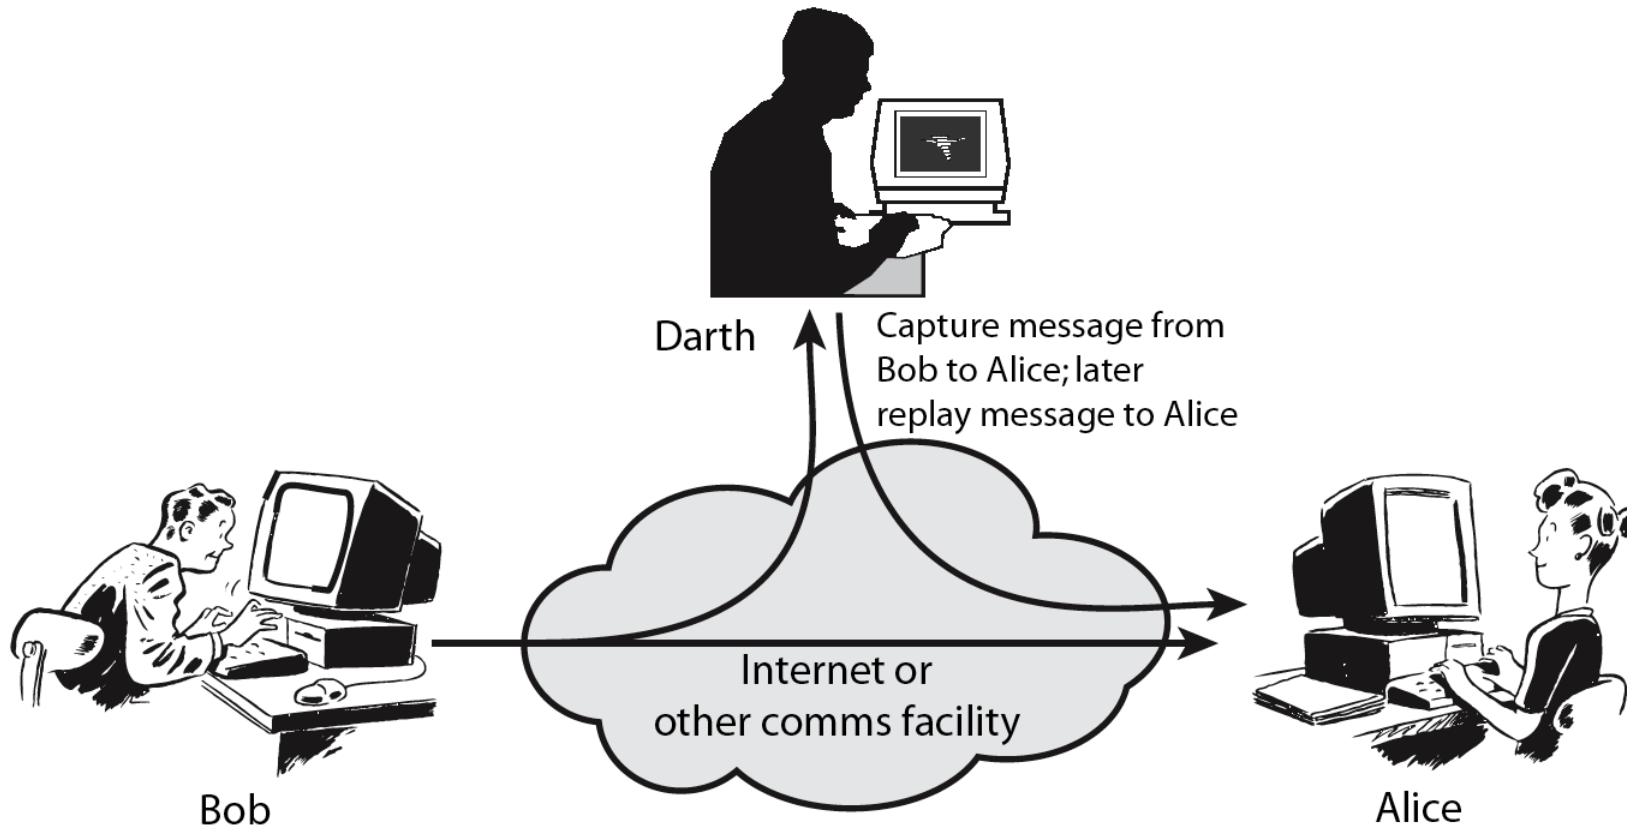 Darth
Capture message from
Bob to Alice; later
replay message to Alice
Internet or
other comms facility
Bob
Alice